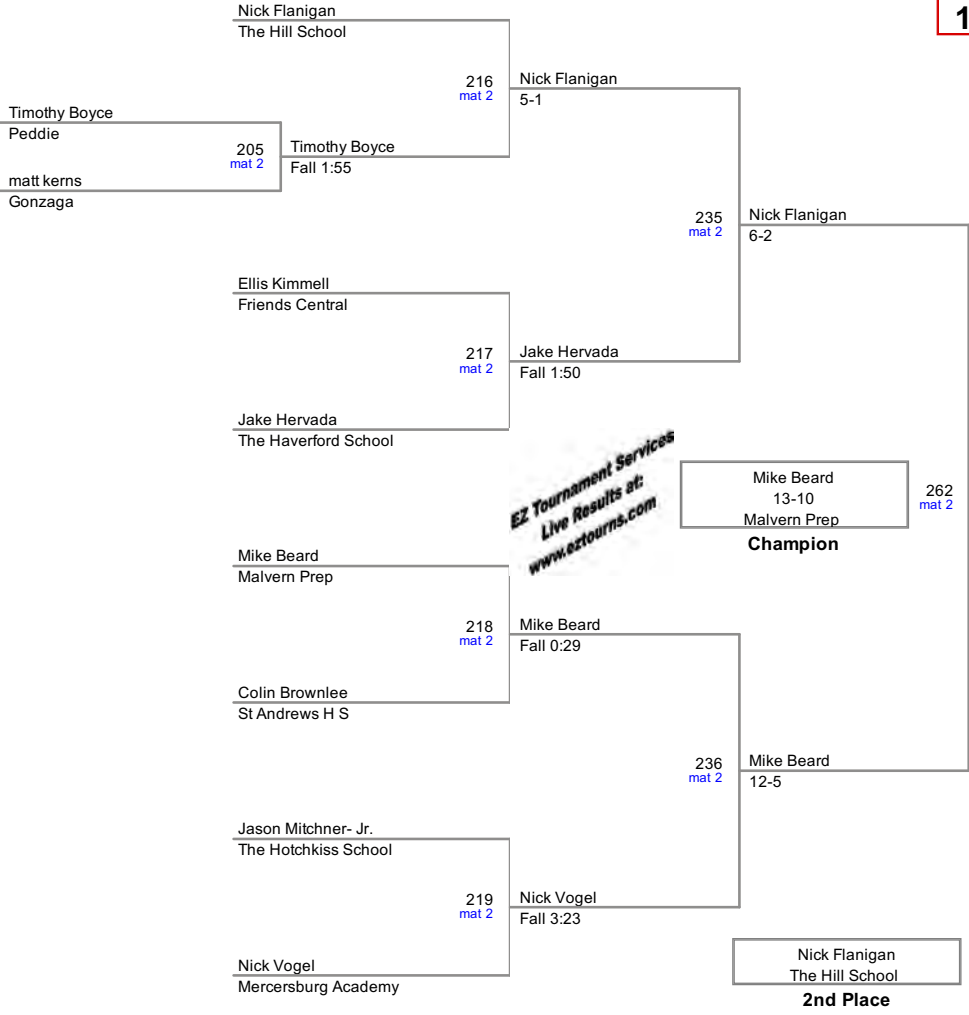 Nick Flanigan
The Hill School
1
216
mat 2
Nick Flanigan
5-1
Timothy Boyce
Peddie
205
mat 2
Timothy Boyce
Fall 1:55
matt kerns
Gonzaga
235
mat 2
Nick Flanigan
6-2
Ellis Kimmell
Friends Central
217
mat 2
Jake Hervada
Fall 1:50
Jake Hervada
The Haverford School
EZ Tournament Services
Live Results at:
www.eztourns.com
Mike Beard
13-10
Malvern Prep
Champion
262
mat 2
Mike Beard
Malvern Prep
218
mat 2
Mike Beard
Fall 0:29
Colin Brownlee
St Andrews H S
236
mat 2
Mike Beard
12-5
Jason Mitchner- Jr.
The Hotchkiss School
219
mat 2
Nick Vogel
Fall 3:23
Nick Vogel
Mercersburg Academy
Nick Flanigan
The Hill School
2nd Place